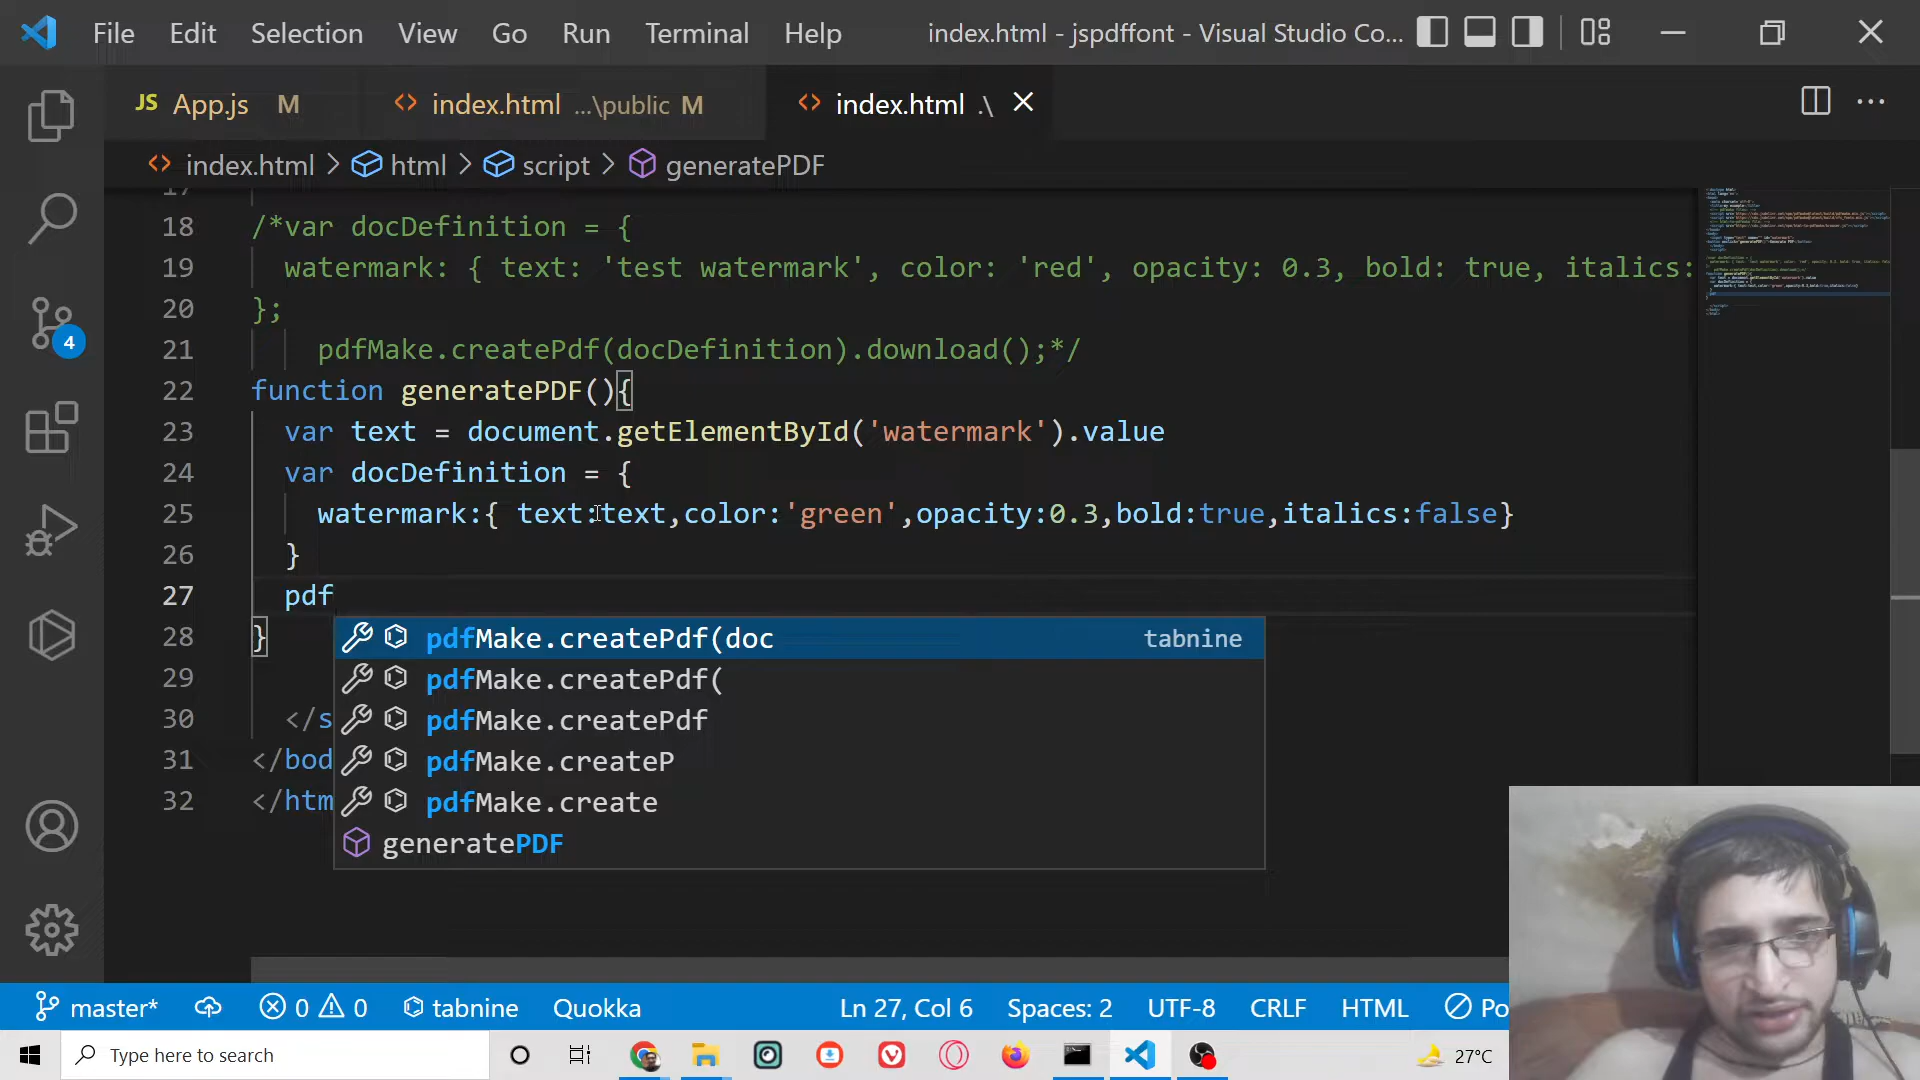 File Edit Selection View Go Run Terminal Help index.html - jspdffont - Visual Studio Co...
JS App.js M index.html ...\public M index.html .\
index.html > html > script > generatePDF
17
18 /*var docDefinition = {
19 watermark: { text: 'test watermark', color: 'red', opacity: 0.3, bold: true, italics:
20 };
21 pdfMake.createPdf(docDefinition).download();*/
22 function generatePDF(){
23 var text = document.getElementById('watermark').value
24 var docDefinition = {
25 watermark:{ text:text,color:'green',opacity:0.3,bold:true,italics:false}
26 }
27 pdf
28 } pdfMake.createPdf(doc tabnine
29 pdfMake.createPdf(
30 </s pdfMake.createPdf
31 </bod pdfMake.createP
32 </htm pdfMake.create
generatePDF
4
master* 0 0 tabnine Quokka Ln 27, Col 6 Spaces: 2 UTF-8 CRLF HTML Po
Type here to search 27°C